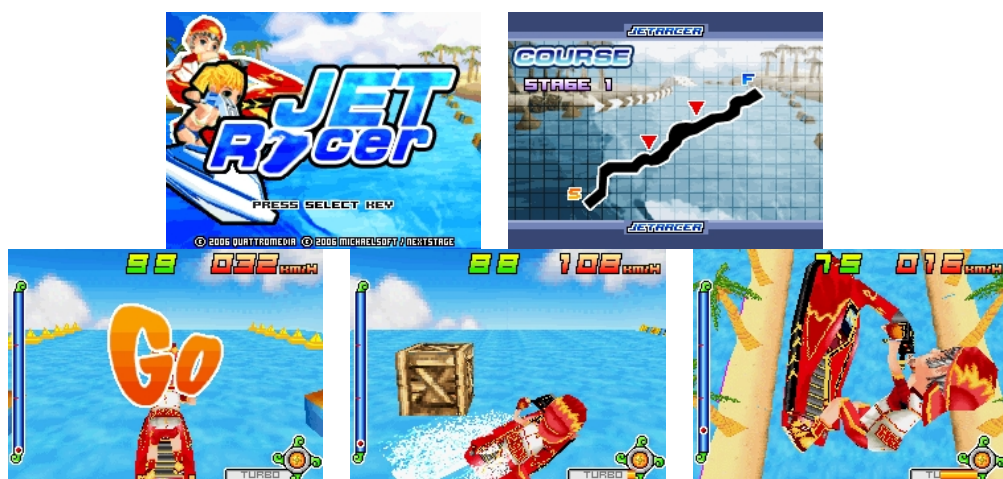 JET
Racer
PRESS SELECT KEY
© 2006 QUATTROMEDIA © 2006 MICHAELSOFT / NEXTSTAGE
JETRACER
COURSE
STAGE 1
F
S
JETRACER
99 032 KM/H
Go
TURBO
88 108 KM/H
TURBO
75 016 KM/H
TU